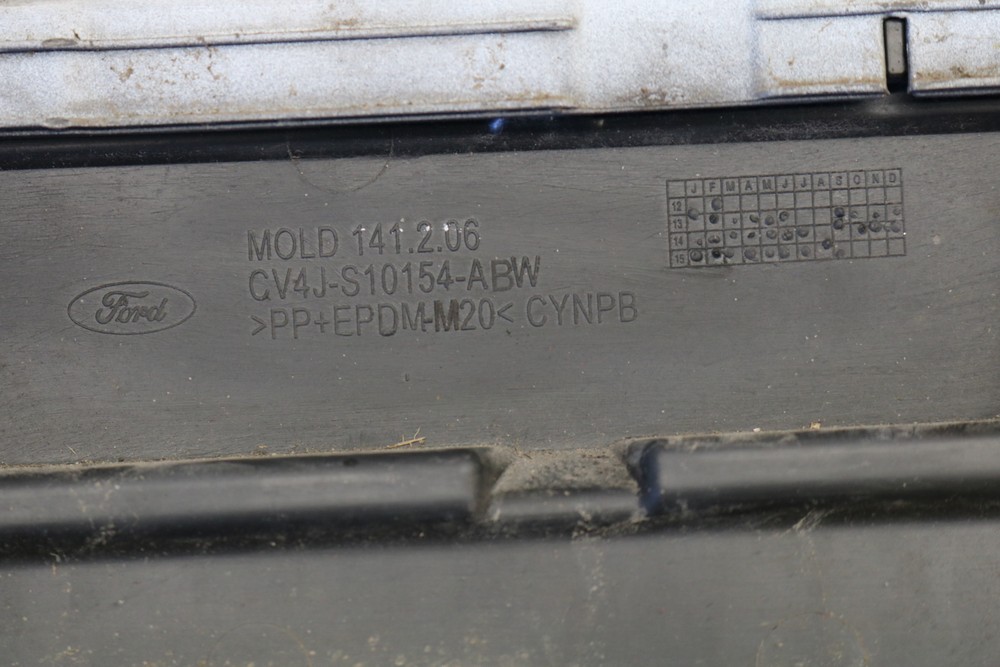 MOLD 141.2.06
CV4J-S10154-ABW
>PP+EPDM-M20< CYNPB
Ford
J F M A M J J A S O N D
12
13
14
15